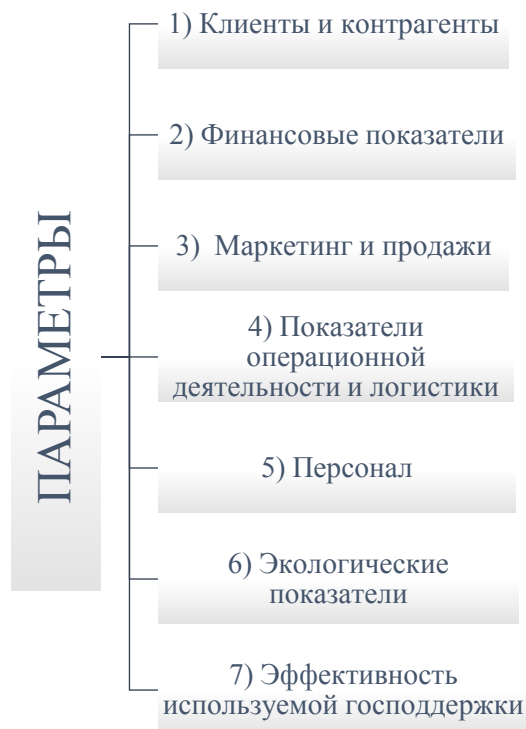 ПАРАМЕТРЫ
1) Клиенты и контрагенты
2) Финансовые показатели
3) Маркетинг и продажи
4) Показатели
операционной
деятельности и логистики
5) Персонал
6) Экологические
показатели
7) Эффективность
используемой господдержки